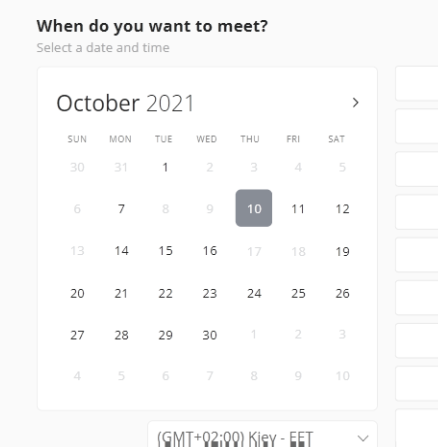 When do you want to meet?
Select a date and time
October 2021 >
SUN MON TUE WED THU FRI SAT
30 31 1 2 3 4 5
6 7 8 9 10 11 12
13 14 15 16 17 18 19
20 21 22 23 24 25 26
27 28 29 30 1 2 3
4 5 6 7 8 9 10
(GMT+02:00) Kiev - EET